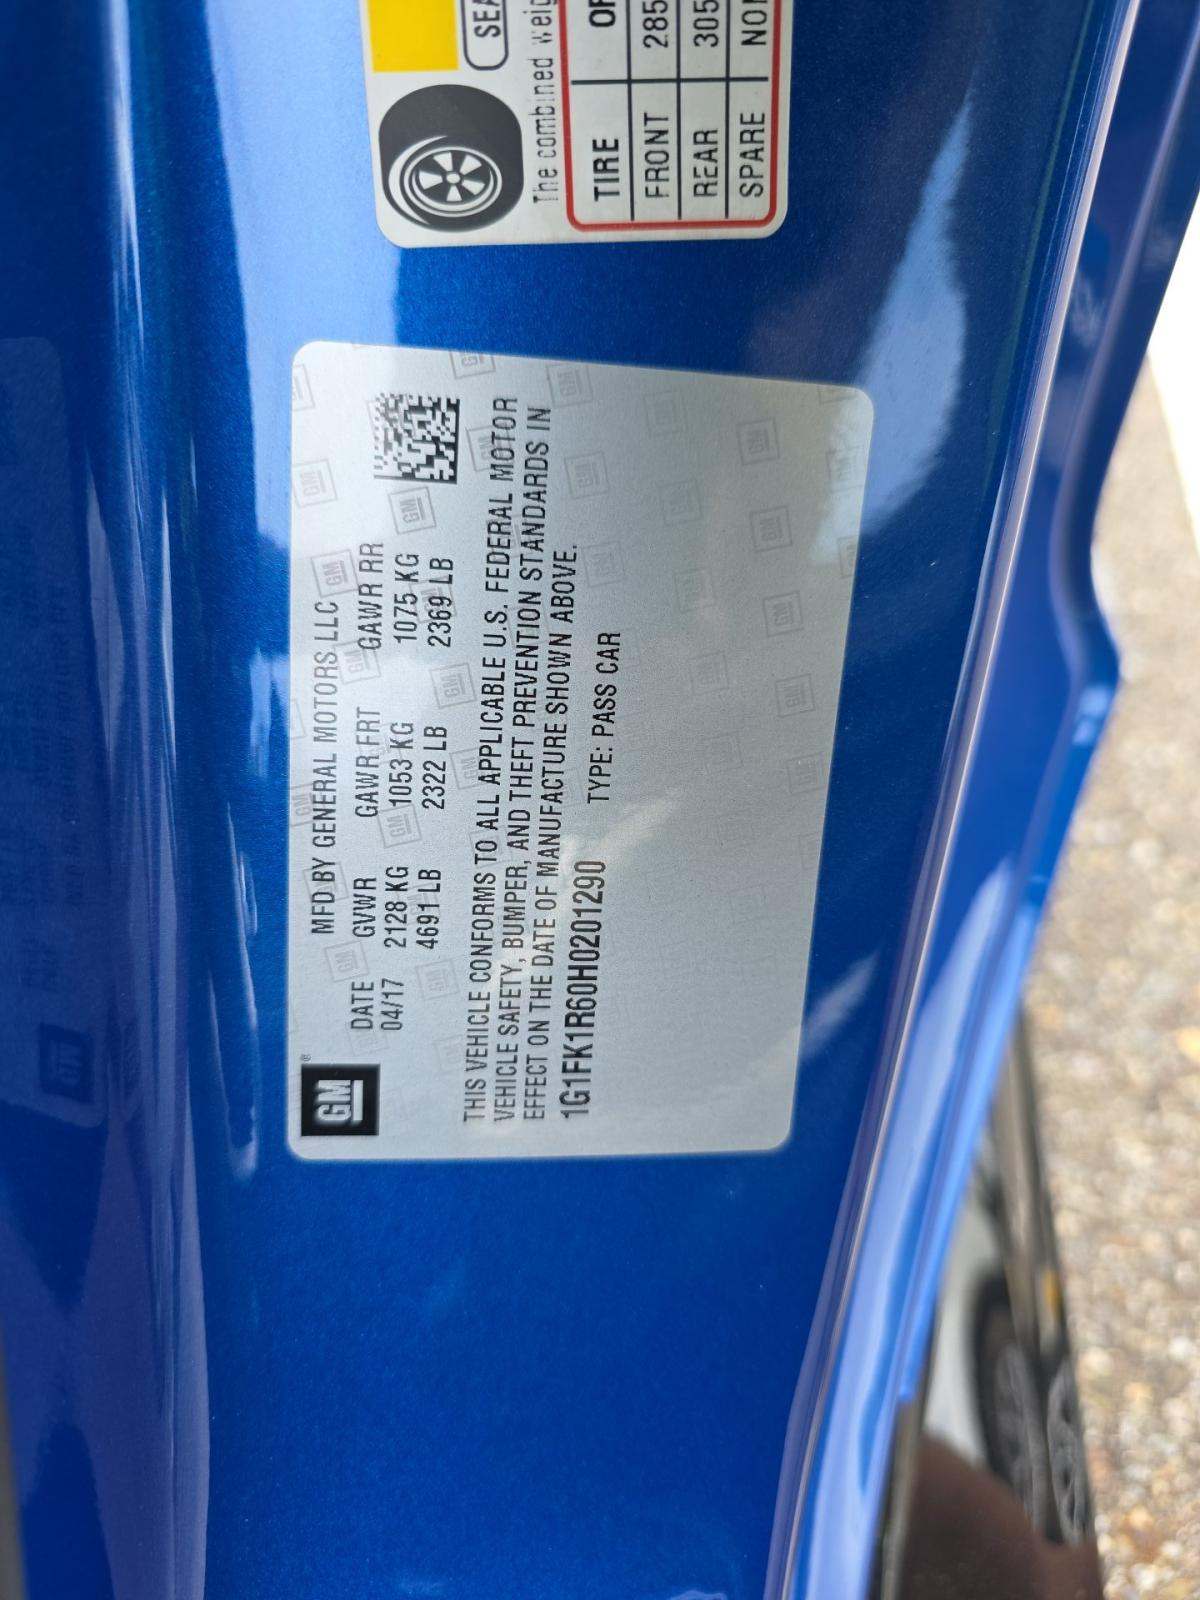 GM
MFD BY GENERAL MOTORS LLC
DATE GVWR GAWR FRT GAWR RR
04/17 2128 KG 1053 KG 1075 KG
4691 LB 2322 LB 2369 LB
THIS VEHICLE CONFORMS TO ALL APPLICABLE U.S. FEDERAL MOTOR
VEHICLE SAFETY, BUMPER, AND THEFT PREVENTION STANDARDS IN
EFFECT ON THE DATE OF MANUFACTURE SHOWN ABOVE.
1G1FK1R60H0201290 TYPE: PASS CAR
SEA
The combined weig
TIRE OR
FRONT 285
REAR 305
SPARE NON